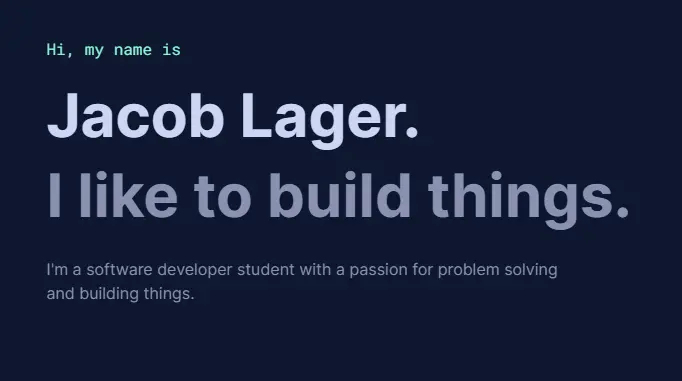 Hi, my name is
Jacob Lager.
I like to build things.
I'm a software developer student with a passion for problem solving
and building things.